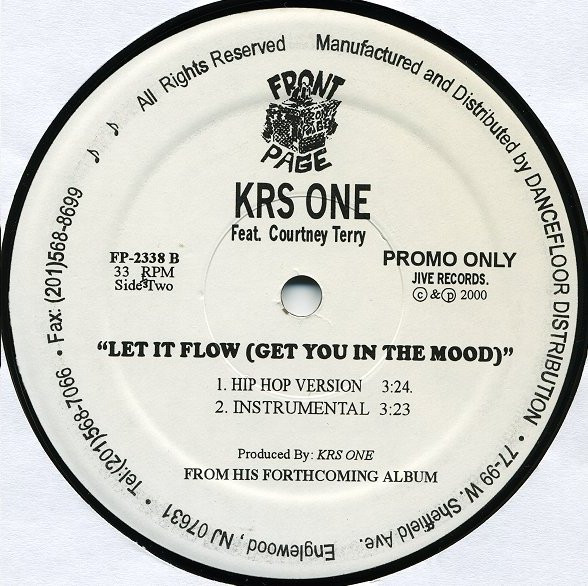 All Rights Reserved
Manufactured and Distributed by DANCEFLOOR DISTRIBUTION • 77-99 W. Sheffield Ave. Englewood, NJ 07631 • Tel:(201)568-7066 • Fax: (201)568-8699 ♪ ♪
FRONT
PAGE
KRS ONE
Feat. Courtney Terry
FP-2338 B
33 RPM
Side Two
PROMO ONLY
JIVE RECORDS.
©&℗ 2000
“LET IT FLOW (GET YOU IN THE MOOD)”
1. HIP HOP VERSION 3:24.
2. INSTRUMENTAL 3:23
Produced By: KRS ONE
FROM HIS FORTHCOMING ALBUM